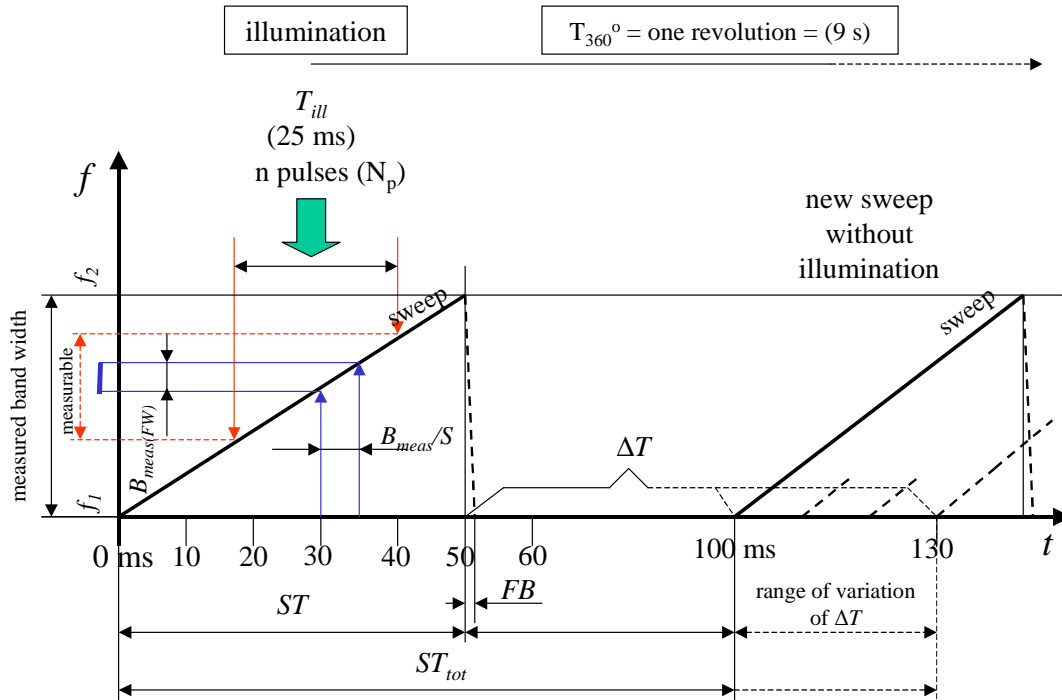 illumination
T360° = one revolution = (9 s)
Till
(25 ms)
n pulses (Np)
f
new sweep
without
illumination
f2
sweep
sweep
measured band width
measurable
Bmeas(FW)
Bmeas/S
ΔT
f1
0 ms
10
20
30
40
50
60
100 ms
130
t
ST
FB
range of variation
of ΔT
STtot